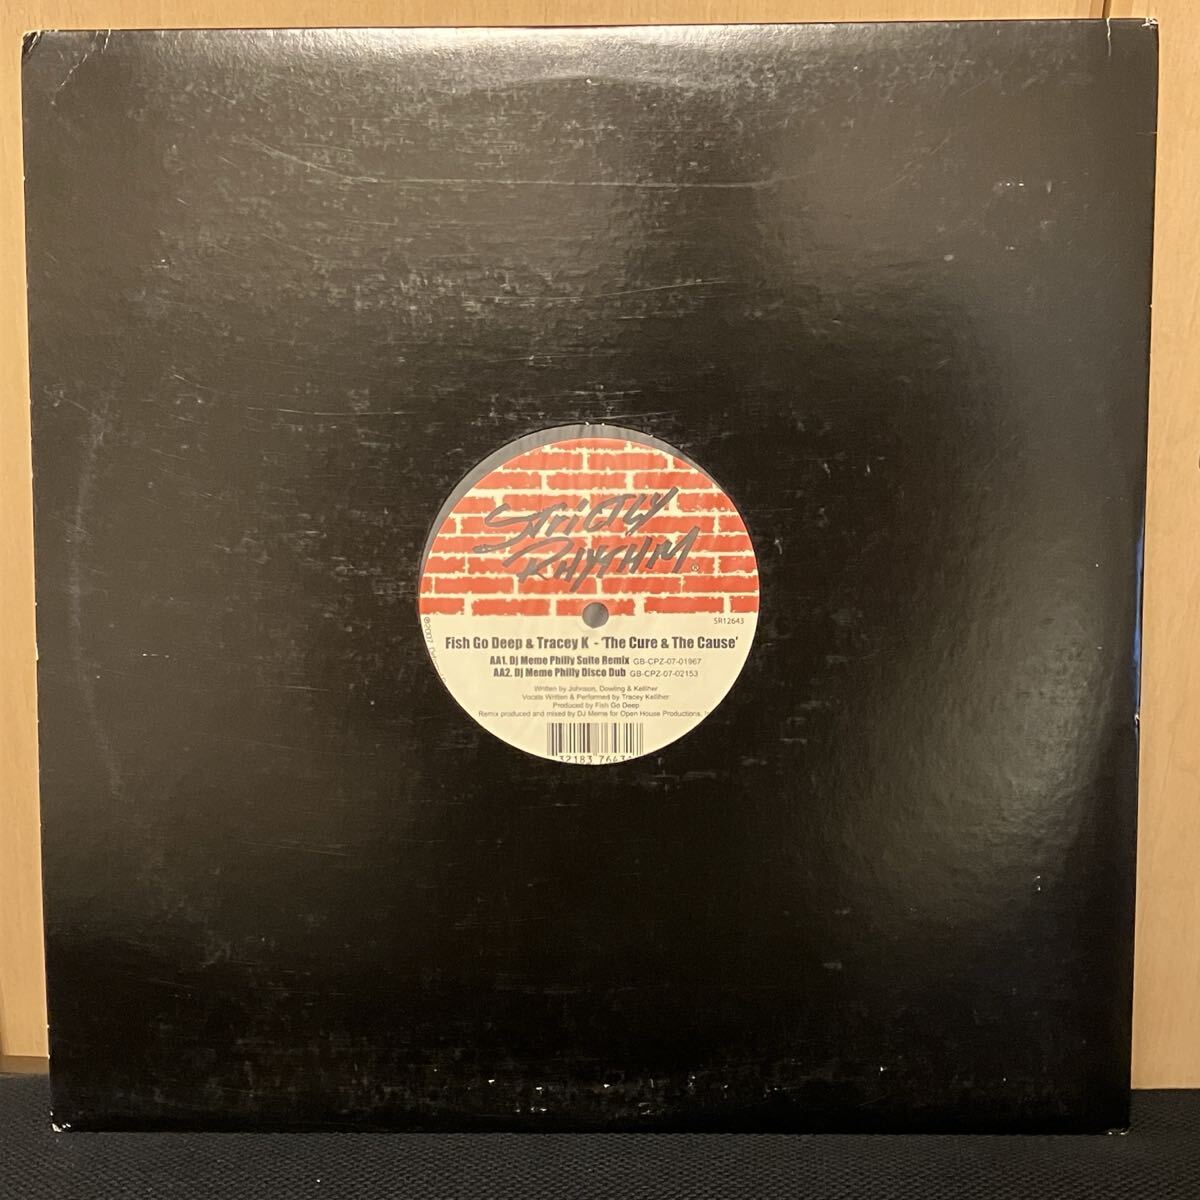 STRICTLY
RHYTHM®
SR12643
℗2007
Fish Go Deep & Tracey K - 'The Cure & The Cause'
AA1. Dj Meme Philly Suite Remix GB-CPZ-07-01967
AA2. Dj Meme Philly Disco Dub GB-CPZ-07-02153
Written by Johnson, Dowling & Kelliher
Vocals Written & Performed by Tracey Kelliher
Produced by Fish Go Deep
Remix produced and mixed by DJ Meme for Open House Productions,
32183 7643